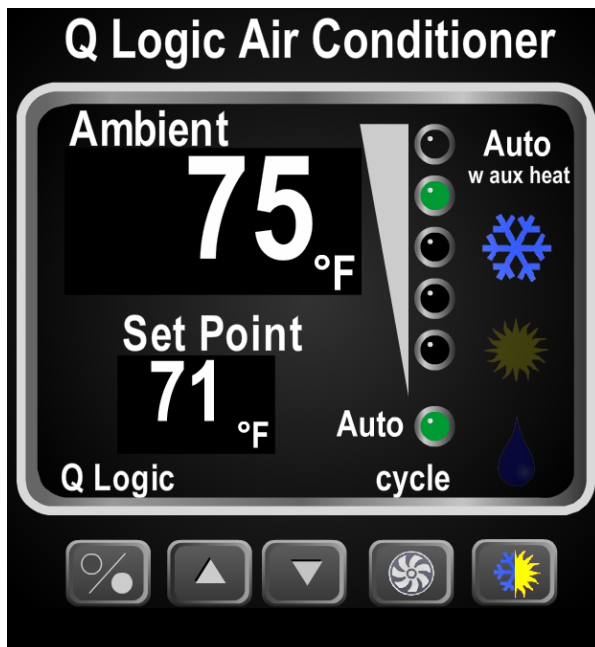 Q Logic Air Conditioner
Ambient
75 °F
Auto
w aux heat
Set Point
71 °F
Auto
Q Logic
cycle